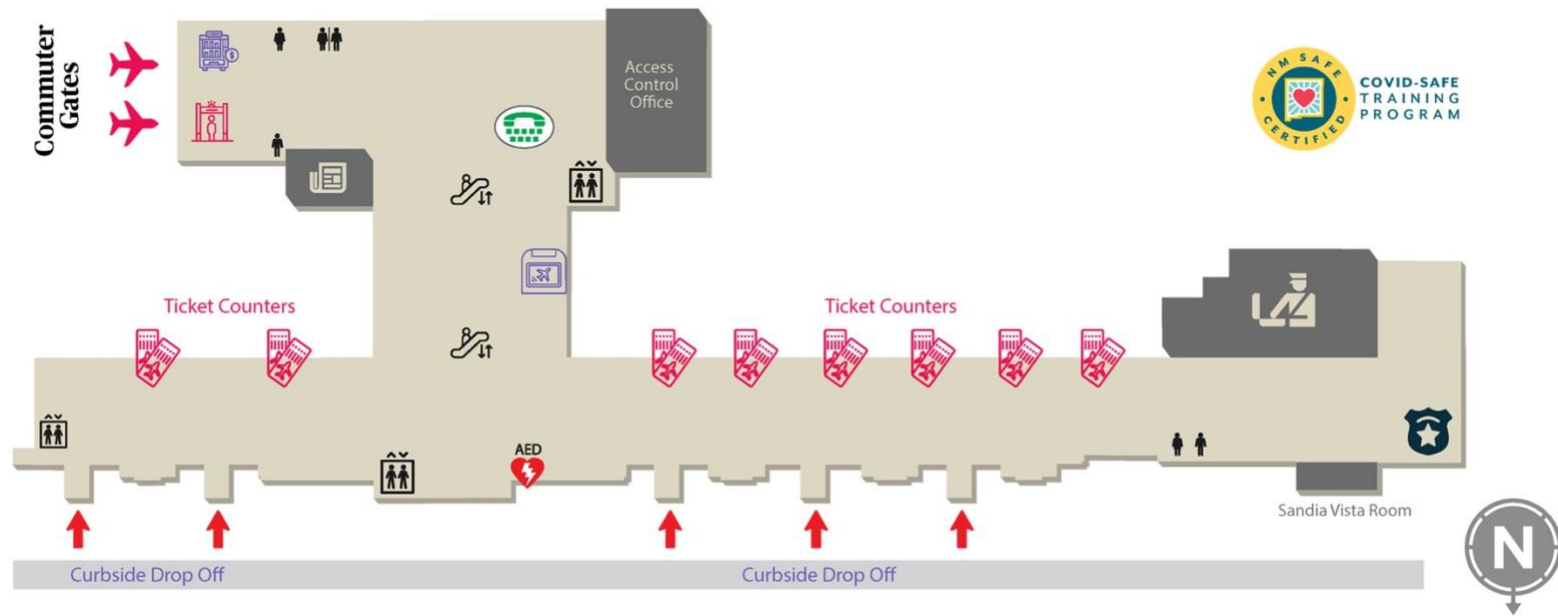 Commuter
Gates
Access
Control
Office
NM SAFE
CERTIFIED
COVID-SAFE
TRAINING
PROGRAM
$
Ticket Counters
Ticket Counters
AED
Sandia Vista Room
N
Curbside Drop Off
Curbside Drop Off